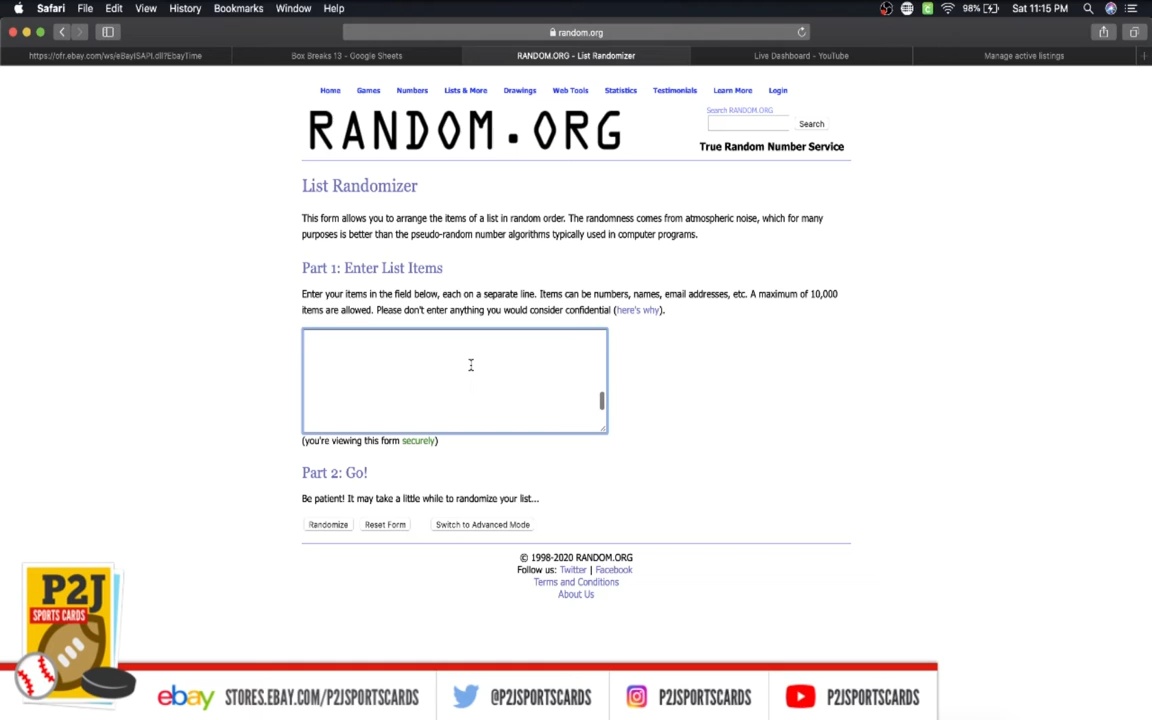 Safari File Edit View History Bookmarks Window Help 98% Sat 11:15 PM
random.org
https://ofr.ebay.com/ws/eBayISAPI.dll?EbayTime Box Breaks 13 - Google Sheets RANDOM.ORG - List Randomizer Live Dashboard - YouTube Manage active listings
Home Games Numbers Lists & More Drawings Web Tools Statistics Testimonials Learn More Login
RANDOM.ORG
Search RANDOM.ORG
Search
True Random Number Service
List Randomizer
This form allows you to arrange the items of a list in random order. The randomness comes from atmospheric noise, which for many
purposes is better than the pseudo-random number algorithms typically used in computer programs.
Part 1: Enter List Items
Enter your items in the field below, each on a separate line. Items can be numbers, names, email addresses, etc. A maximum of 10,000
items are allowed. Please don't enter anything you would consider confidential (here's why).
(you're viewing this form securely)
Part 2: Go!
Be patient! It may take a little while to randomize your list...
Randomize Reset Form Switch to Advanced Mode
© 1998-2020 RANDOM.ORG
Follow us: Twitter | Facebook
Terms and Conditions
About Us
P2J
SPORTS CARDS
ebay STORES.EBAY.COM/P2JSPORTSCARDS @P2JSPORTSCARDS P2JSPORTSCARDS P2JSPORTSCARDS